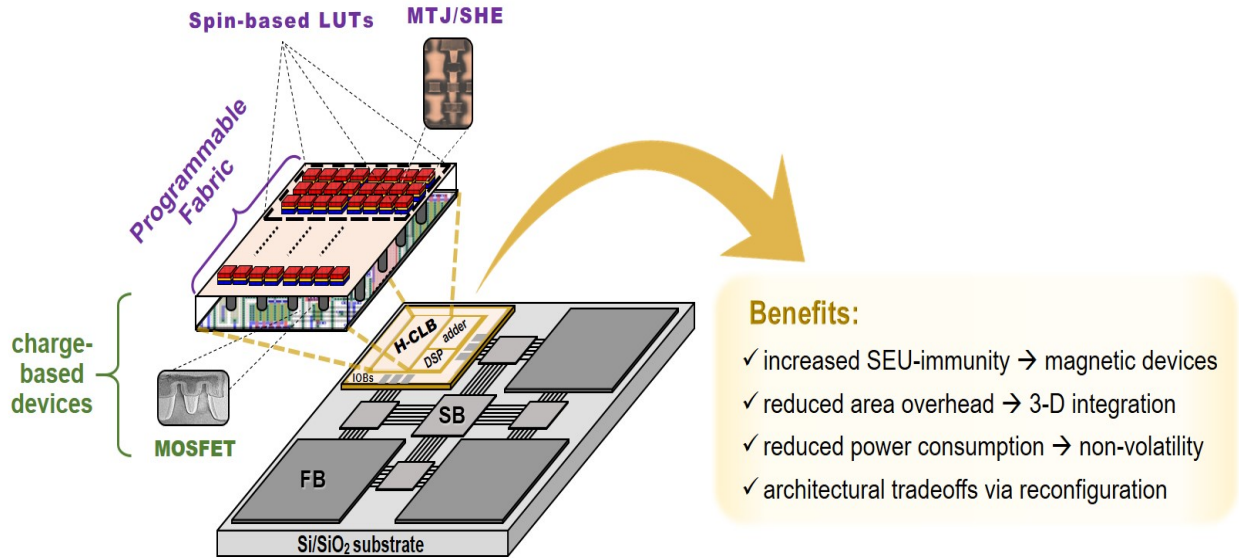 Spin-based LUTs
MTJ/SHE
Programmable
Fabric
charge-
based
devices
MOSFET
H-CLB
adder
DSP
IOBs
SB
FB
Si/SiO₂ substrate
Benefits:
✓ increased SEU-immunity → magnetic devices
✓ reduced area overhead → 3-D integration
✓ reduced power consumption → non-volatility
✓ architectural tradeoffs via reconfiguration